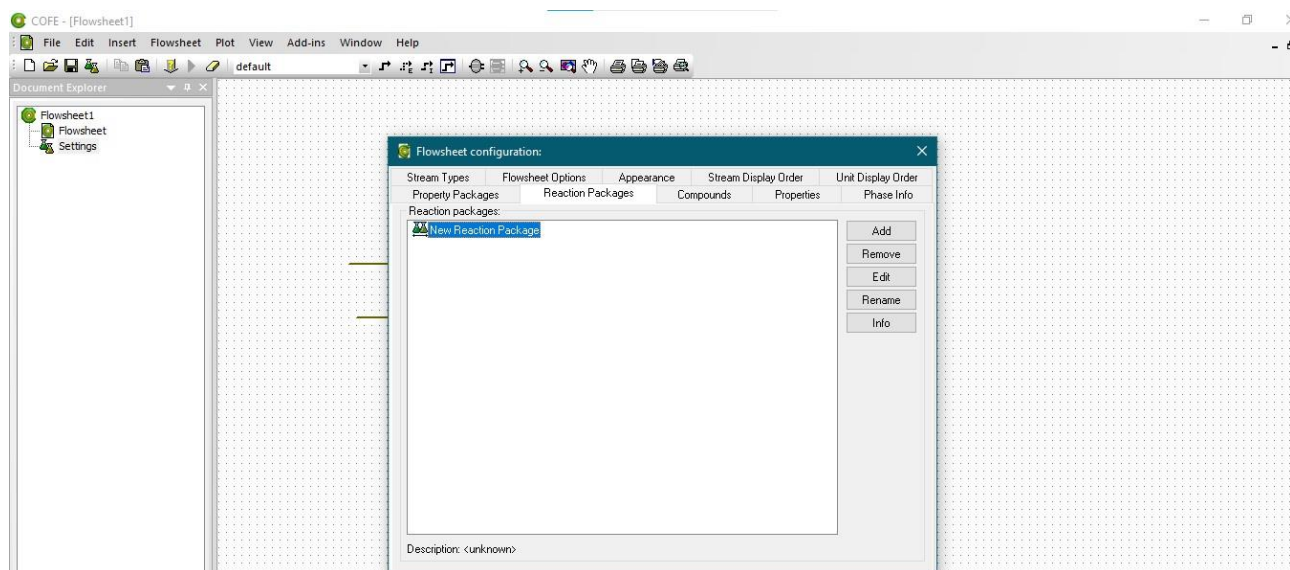 COFE - [Flowsheet1]
File Edit Insert Flowsheet Plot View Add-ins Window Help
default
Document Explorer
Flowsheet1
Flowsheet
Settings
Flowsheet configuration:
Stream Types Flowsheet Options Appearance Stream Display Order Unit Display Order
Property Packages Reaction Packages Compounds Properties Phase Info
Reaction packages:
New Reaction Package
Add
Remove
Edit
Rename
Info
Description: <unknown>